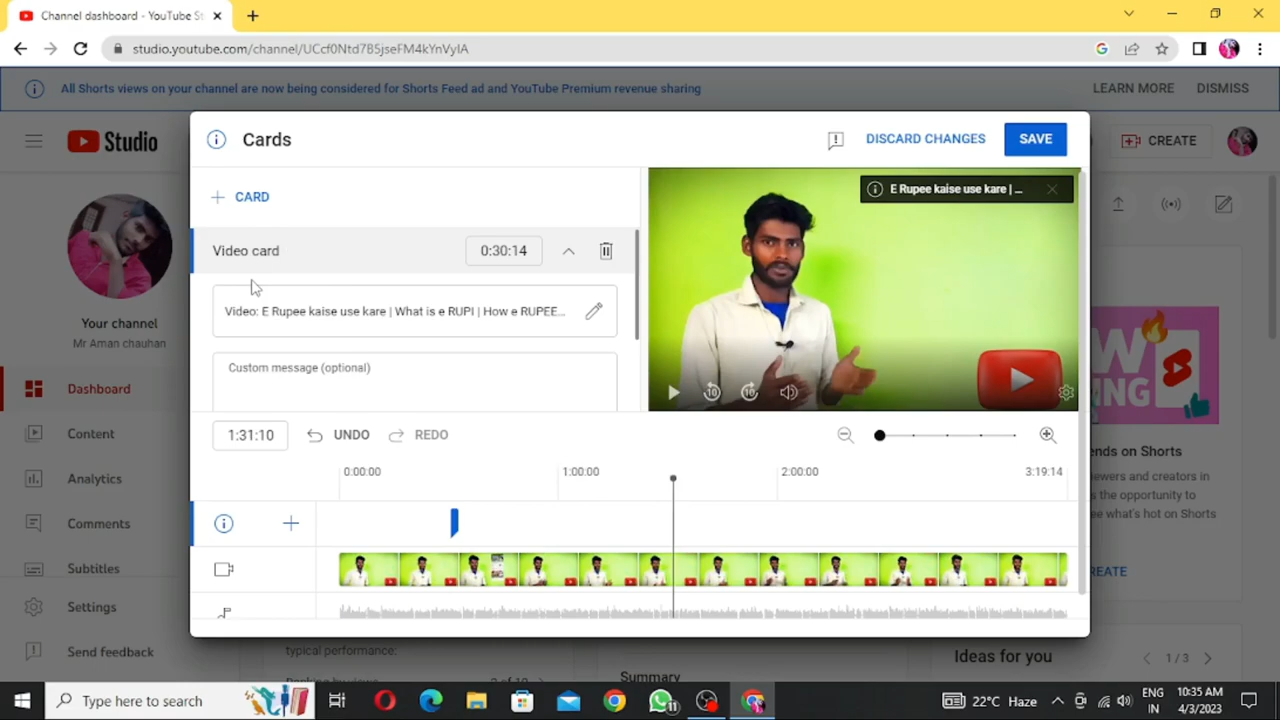 Channel dashboard - YouTube St
studio.youtube.com/channel/UCcf0Ntd7B5jseFM4kYnVyIA
All Shorts views on your channel are now being considered for Shorts Feed ad and YouTube Premium revenue sharing
LEARN MORE
DISMISS
Studio
CREATE
Cards
DISCARD CHANGES
SAVE
CARD
E Rupee kaise use kare | ...
Video card
0:30:14
Video: E Rupee kaise use kare | What is e RUPI | How e RUPEE...
Custom message (optional)
Your channel
Mr Aman chauhan
Dashboard
Content
Analytics
Comments
Subtitles
Settings
Send feedback
10
10
1:31:10
UNDO
REDO
0:00:00
1:00:00
2:00:00
3:19:14
ends on Shorts
viewers and creators in
s the opportunity to
ee what's hot on Shorts
REATE
typical performance:
Summary
Ideas for you
1 / 3
Type here to search
11
22°C Haze
ENG
IN
10:35 AM
4/3/2023